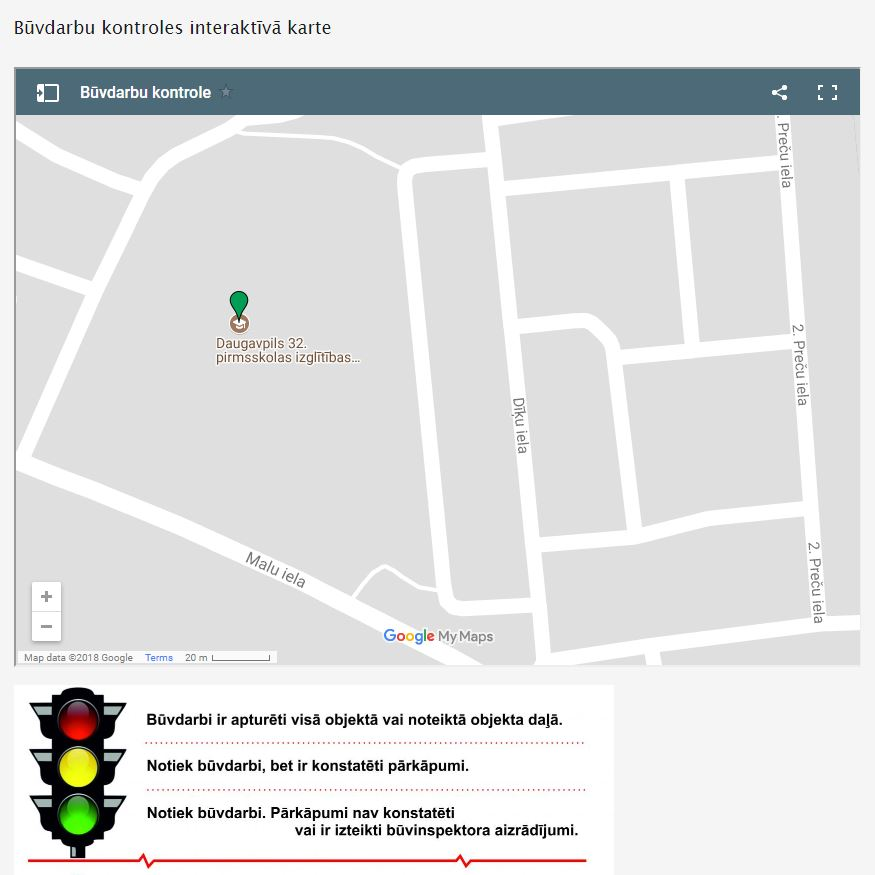 Būvdarbu kontroles interaktīvā karte
Būvdarbu kontrole
2. Preču iela
Daugavpils 32.
pirmsskolas izglītības...
2. Preču iela
Dīķu iela
2. Preču iela
Malu iela
+
−
Google My Maps
Map data ©2018 Google Terms 20 m
Būvdarbi ir apturēti visā objektā vai noteiktā objekta daļā.
Notiek būvdarbi, bet ir konstatēti pārkāpumi.
Notiek būvdarbi. Pārkāpumi nav konstatēti
vai ir izteikti būvinspektora aizrādījumi.